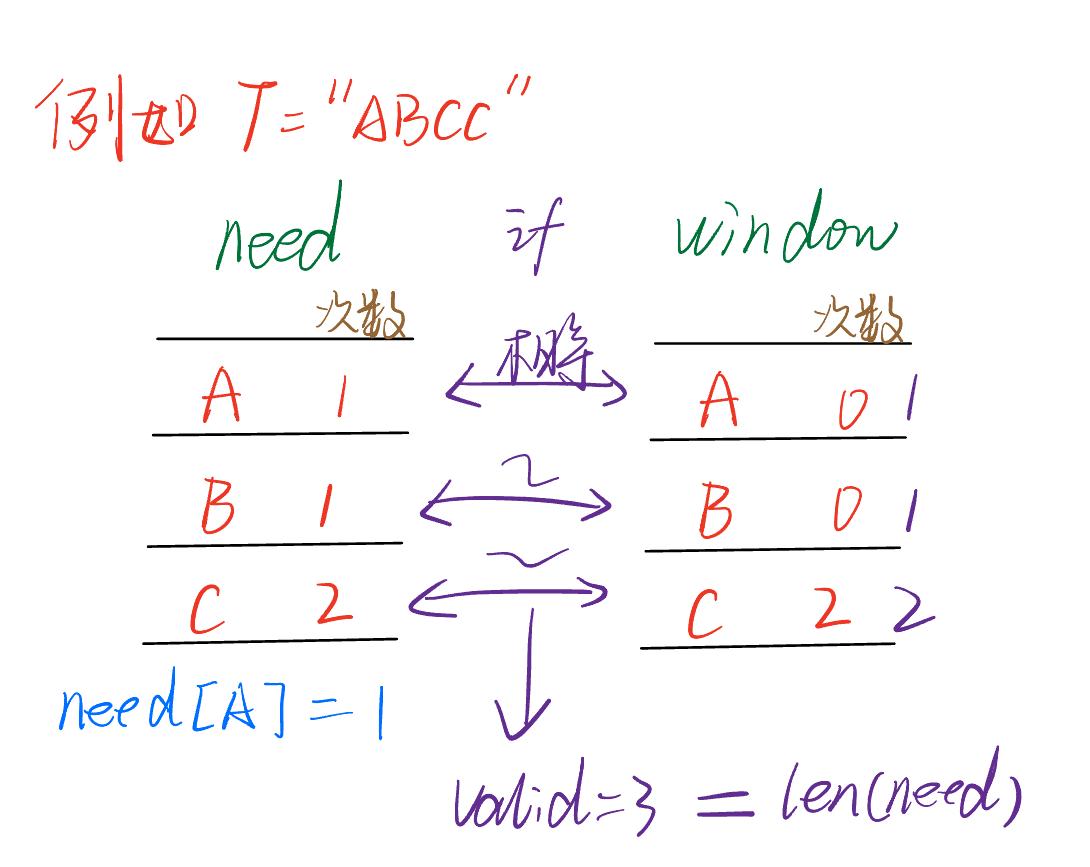 例如 T="ABCC"
need if window
次数 次数
A 1 相等 A 0 1
B 1 ~ B 0 1
C 2 ~ C 2 2
need[A]=1
valid=3 = len(need)